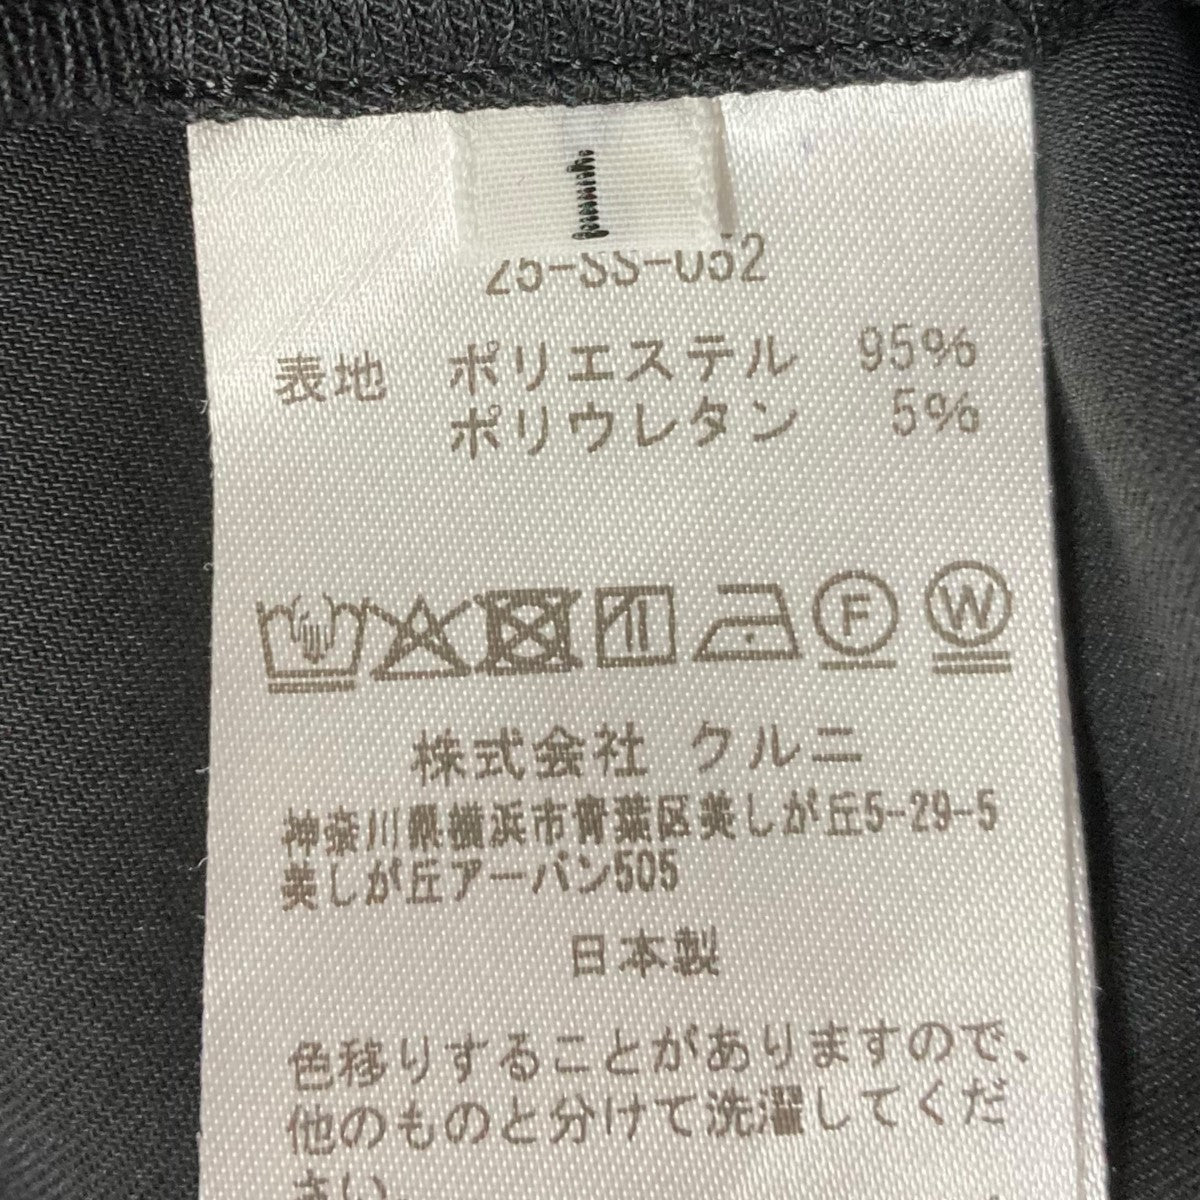 1
25-SS-052
表地 ポリエステル 95%
ポリウレタン 5%
F W
株式会社 クルニ
神奈川県横浜市青葉区美しが丘5-29-5
美しが丘アーバン505
日本製
色移りすることがありますので、
他のものと分けて洗濯してくだ
さい。